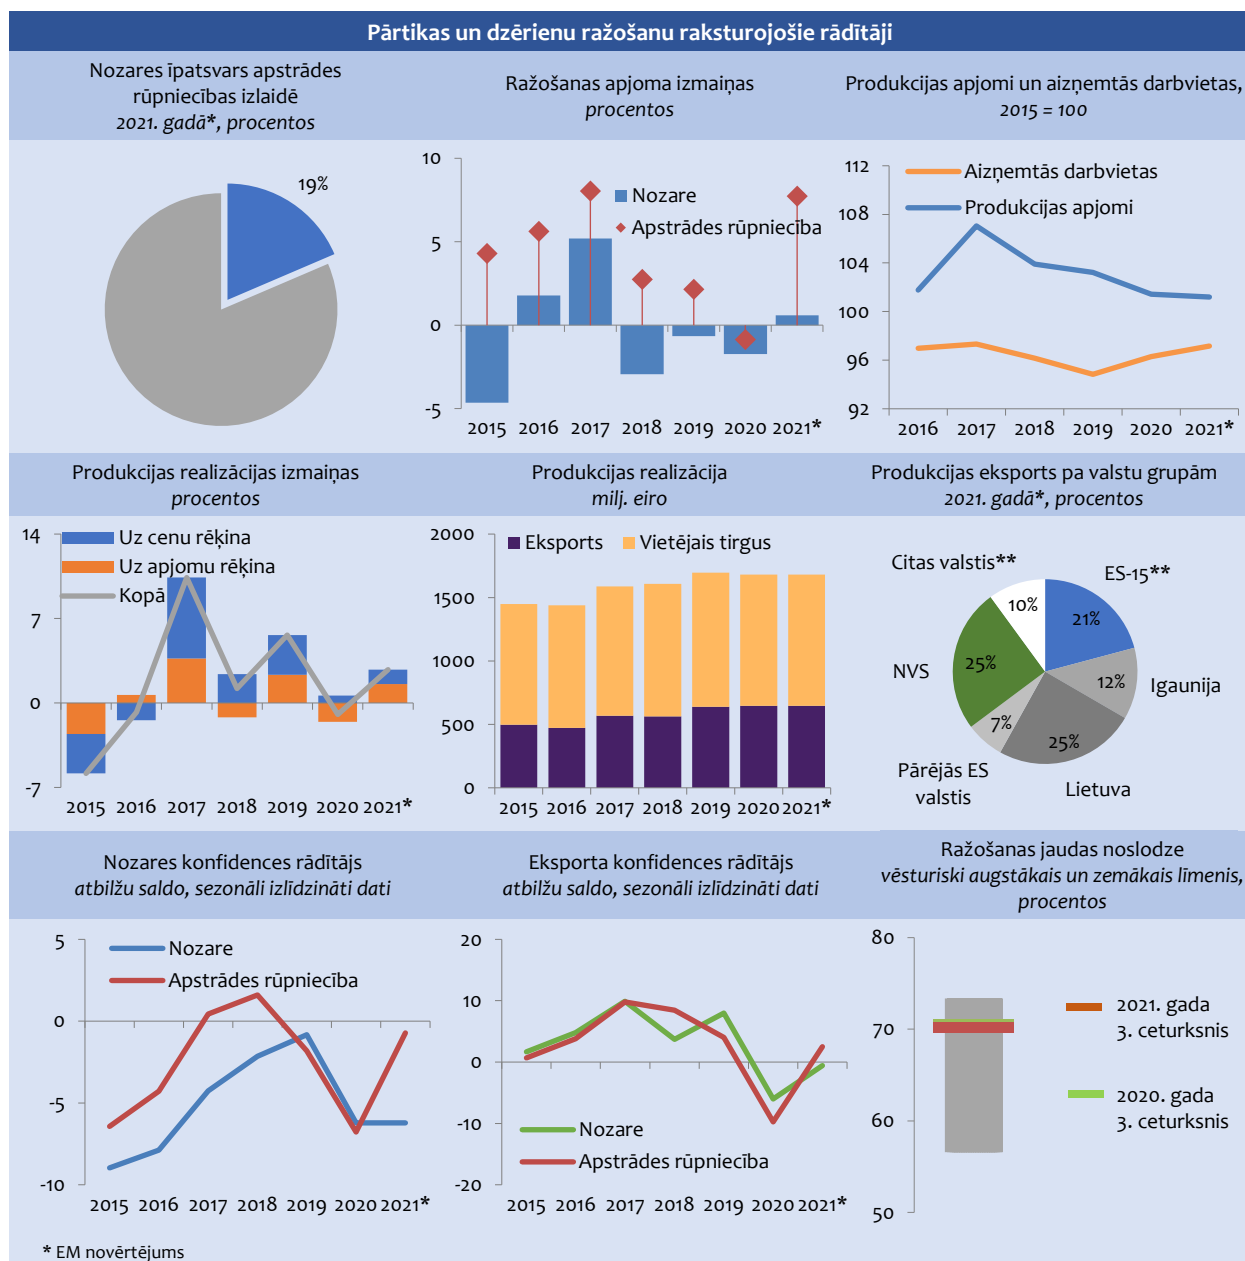 Pārtikas un dzērienu ražošanu raksturojošie rādītāji
Nozares īpatsvars apstrādes
rūpniecības izlaidē
2021. gadā*, procentos
19%
Ražošanas apjoma izmaiņas
procentos
10
5
0
-5
Nozare
Apstrādes rūpniecība
2015 2016 2017 2018 2019 2020 2021*
Produkcijas apjomi un aizņemtās darbvietas,
2015 = 100
112
108
104
100
96
92
Aizņemtās darbvietas
Produkcijas apjomi
2016 2017 2018 2019 2020 2021*
Produkcijas realizācijas izmaiņas
procentos
14
7
0
-7
Uz cenu rēķina
Uz apjomu rēķina
Kopā
2015 2016 2017 2018 2019 2020 2021*
Produkcijas realizācija
milj. eiro
2000
1500
1000
500
0
Eksports Vietējais tirgus
2015 2016 2017 2018 2019 2020 2021*
Produkcijas eksports pa valstu grupām
2021. gadā*, procentos
Citas valstis**
ES-15**
10%
21%
NVS
25%
12%
Igaunija
7%
25%
Pārējās ES
valstis
Lietuva
Nozares konfidences rādītājs
atbilžu saldo, sezonāli izlīdzināti dati
5
0
-5
-10
Nozare
Apstrādes rūpniecība
2015 2016 2017 2018 2019 2020 2021*
Eksporta konfidences rādītājs
atbilžu saldo, sezonāli izlīdzināti dati
20
10
0
-10
-20
Nozare
Apstrādes rūpniecība
2015 2016 2017 2018 2019 2020 2021*
Ražošanas jaudas noslodze
vēsturiski augstākais un zemākais līmenis,
procentos
80
70
60
50
2021. gada
3. ceturksnis
2020. gada
3. ceturksnis
* EM novērtējums